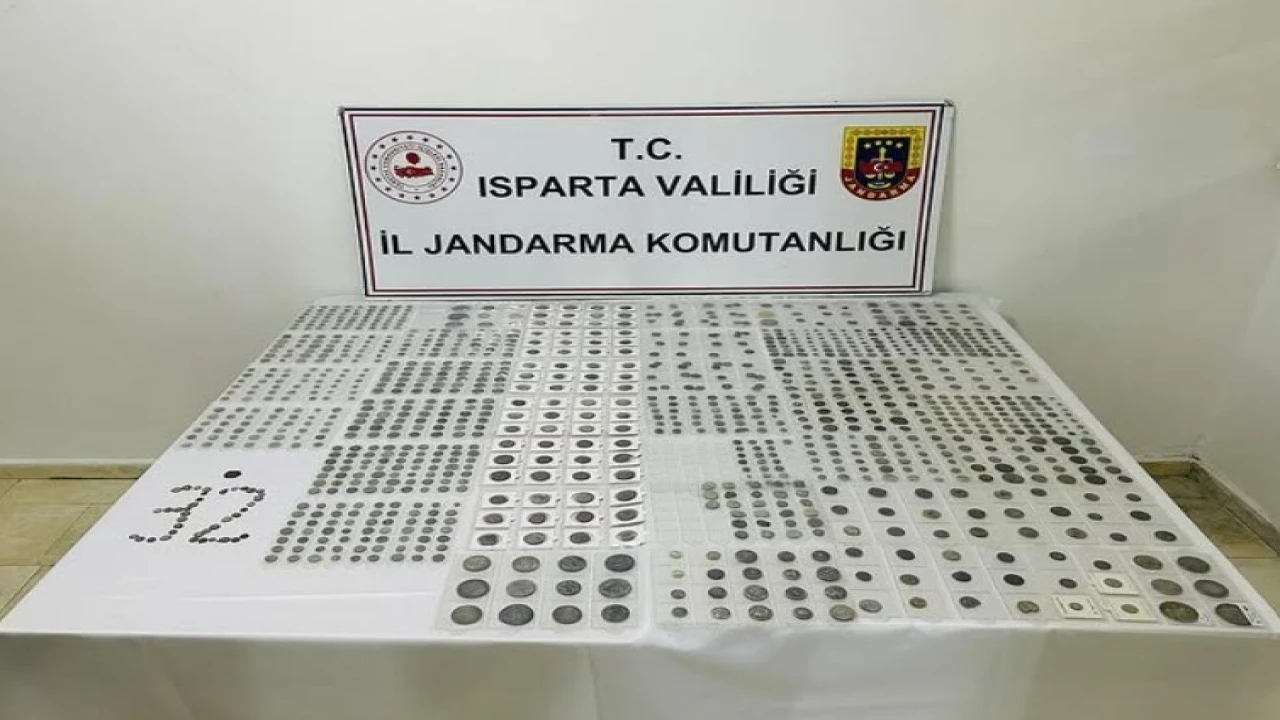 T.C.
ISPARTA VALİLİĞİ
İL JANDARMA KOMUTANLIĞI
JANDARMA
32